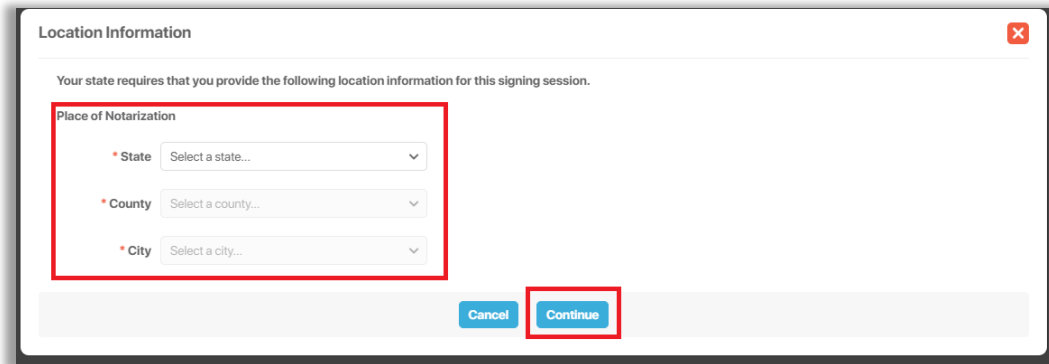 Location Information
Your state requires that you provide the following location information for this signing session.
Place of Notarization
* State Select a state...
* County Select a county...
* City Select a city...
Cancel Continue